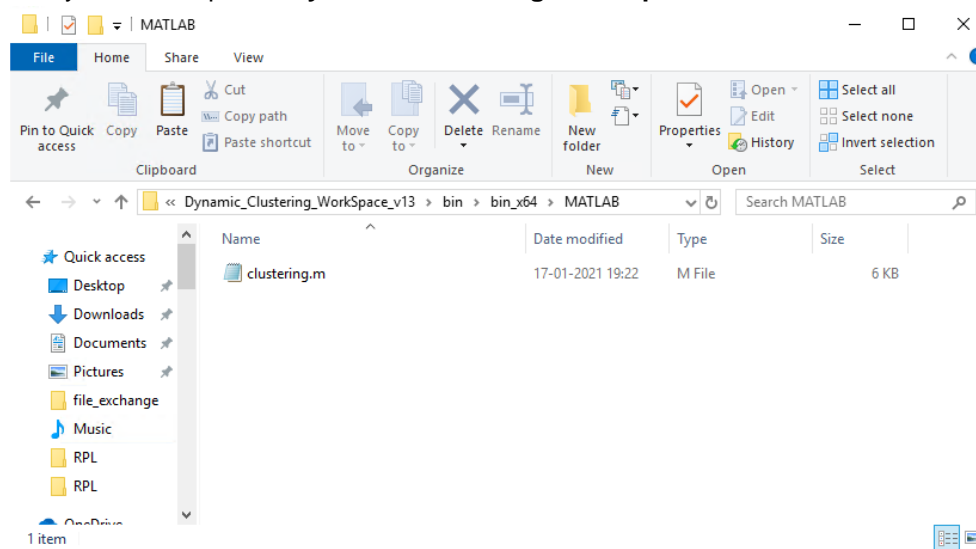 MATLAB
File Home Share View
Pin to Quick access
Copy
Paste
Cut
Copy path
Paste shortcut
Move to
Copy to
Delete
Rename
New folder
Properties
Open
Edit
History
Select all
Select none
Invert selection
Clipboard Organize New Open Select
« Dynamic_Clustering_WorkSpace_v13 › bin › bin_x64 › MATLAB
Search MATLAB
Name Date modified Type Size
clustering.m 17-01-2021 19:22 M File 6 KB
Quick access
Desktop
Downloads
Documents
Pictures
file_exchange
Music
RPL
RPL
OneDrive
1 item